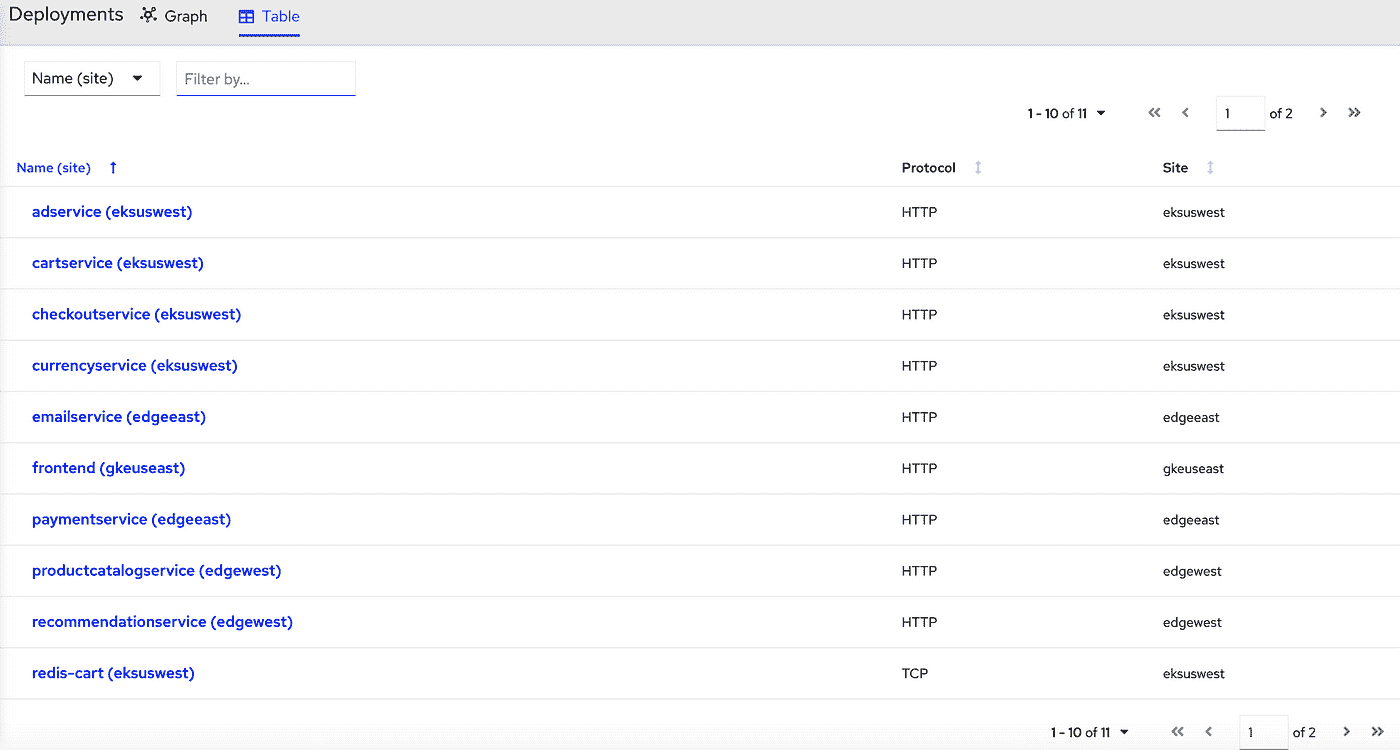 Deployments Graph Table
Name (site) Filter by...
1 - 10 of 11 1 of 2
Name (site) Protocol Site
adservice (eksuswest) HTTP eksuswest
cartservice (eksuswest) HTTP eksuswest
checkoutservice (eksuswest) HTTP eksuswest
currencyservice (eksuswest) HTTP eksuswest
emailservice (edgeeast) HTTP edgeeast
frontend (gkeuseast) HTTP gkeuseast
paymentservice (edgeeast) HTTP edgeeast
productcatalogservice (edgewest) HTTP edgewest
recommendationservice (edgewest) HTTP edgewest
redis-cart (eksuswest) TCP eksuswest
1 - 10 of 11 1 of 2